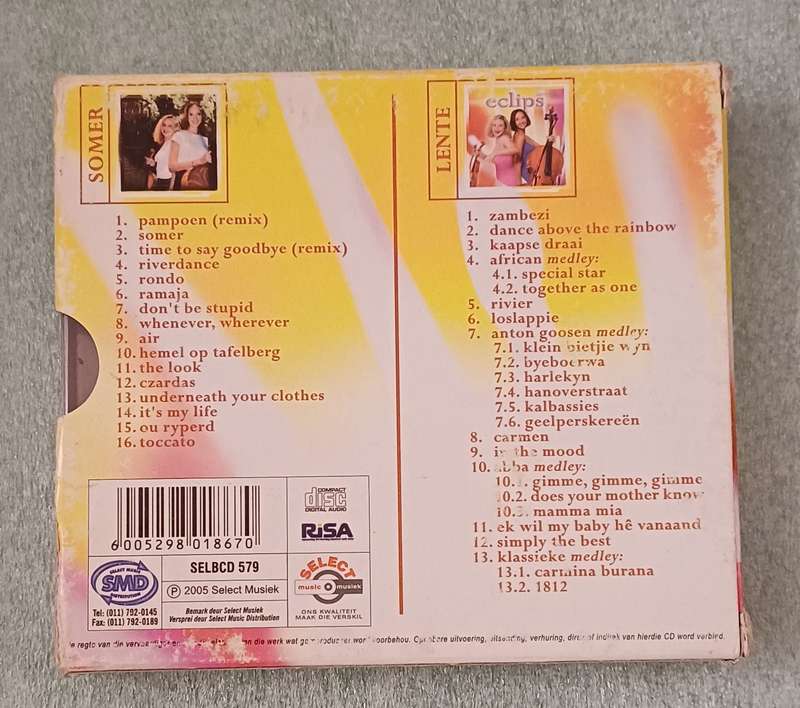 SOMER
1. pampoen (remix)
2. somer
3. time to say goodbye (remix)
4. riverdance
5. rondo
6. ramaja
7. don't be stupid
8. whenever, wherever
9. air
10. hemel op tafelberg
11. the look
12. czardas
13. underneath your clothes
14. it's my life
15. ou ryperd
16. toccato
LENTE
eclips
1. zambezi
2. dance above the rainbow
3. kaapse draai
4. african medley:
4.1. special star
4.2. together as one
5. rivier
6. loslappie
7. anton goosen medley:
7.1. klein bietjie wyn
7.2. byeboerwa
7.3. harlekyn
7.4. hanoverstraat
7.5. kalbassies
7.6. geelperskereën
8. carmen
9. in the mood
10. abba medley:
10.1. gimme, gimme, gimme
10.2. does your mother know
10.3. mamma mia
11. ek wil my baby hê vanaand
12. simply the best
13. klassieke medley:
13.1. carmina burana
13.2. 1812
6 005298 018670
COMPACT
disc
DIGITAL AUDIO
RiSA
SELECT MUSIC
SMD
DISTRIBUTION
Tel: (011) 792-0145
Fax: (011) 792-0189
SELBCD 579
P 2005 Select Musiek
Bemark deur Select Musiek
Versprei deur Select Music Distribution
SELECT
music musiek
ONS KWALITEIT
MAAK DIE VERSKIL
regto van die en die werk wat voorbehou. uitvoering, uitsending, verhuring, direk of indirek van hierdie CD word verbied.